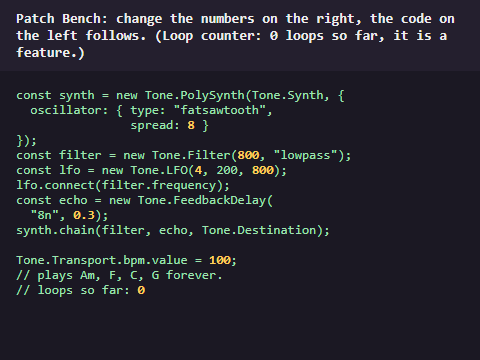 Patch Bench: change the numbers on the right, the code on
the left follows. (Loop counter: 0 loops so far, it is a
feature.)
const synth = new Tone.PolySynth(Tone.Synth, {
  oscillator: { type: "fatsawtooth",
                spread: 8 }
});
const filter = new Tone.Filter(800, "lowpass");
const lfo = new Tone.LFO(4, 200, 800);
lfo.connect(filter.frequency);
const echo = new Tone.FeedbackDelay(
  "8n", 0.3);
synth.chain(filter, echo, Tone.Destination);

Tone.Transport.bpm.value = 100;
// plays Am, F, C, G forever.
// loops so far: 0